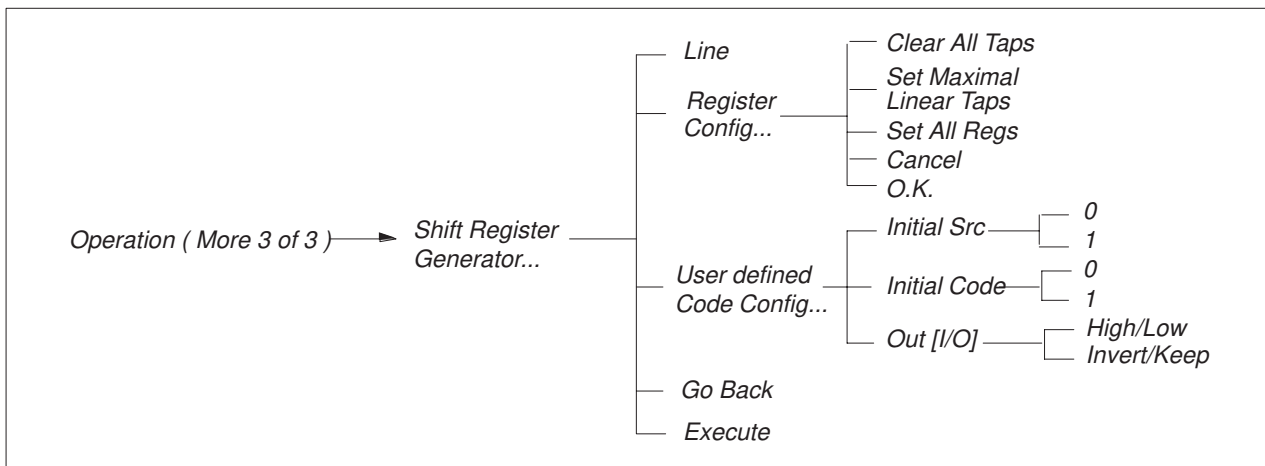 Operation ( More 3 of 3 )
Shift Register
Generator...
Line
Register
Config...
Clear All Taps
Set Maximal
Linear Taps
Set All Regs
Cancel
O.K.
User defined
Code Config...
Initial Src
0
1
Initial Code
0
1
Out [I/O]
High/Low
Invert/Keep
Go Back
Execute